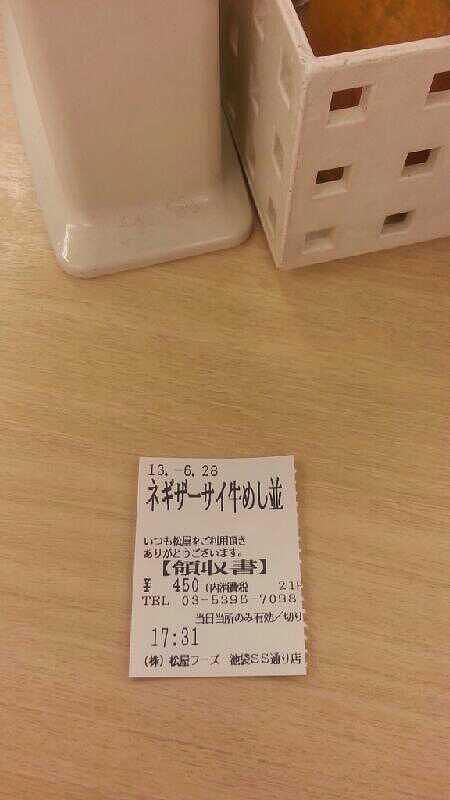 13.-6.28
ネギザーサイ牛めし並
いつも松屋をご利用頂き
ありがとうございます。
【領収書】
¥ 450 (内消費税 21
TEL 03-5396-7098
当日当所のみ有効/切り
17:31
(株)松屋フーズ 池袋SS通り店